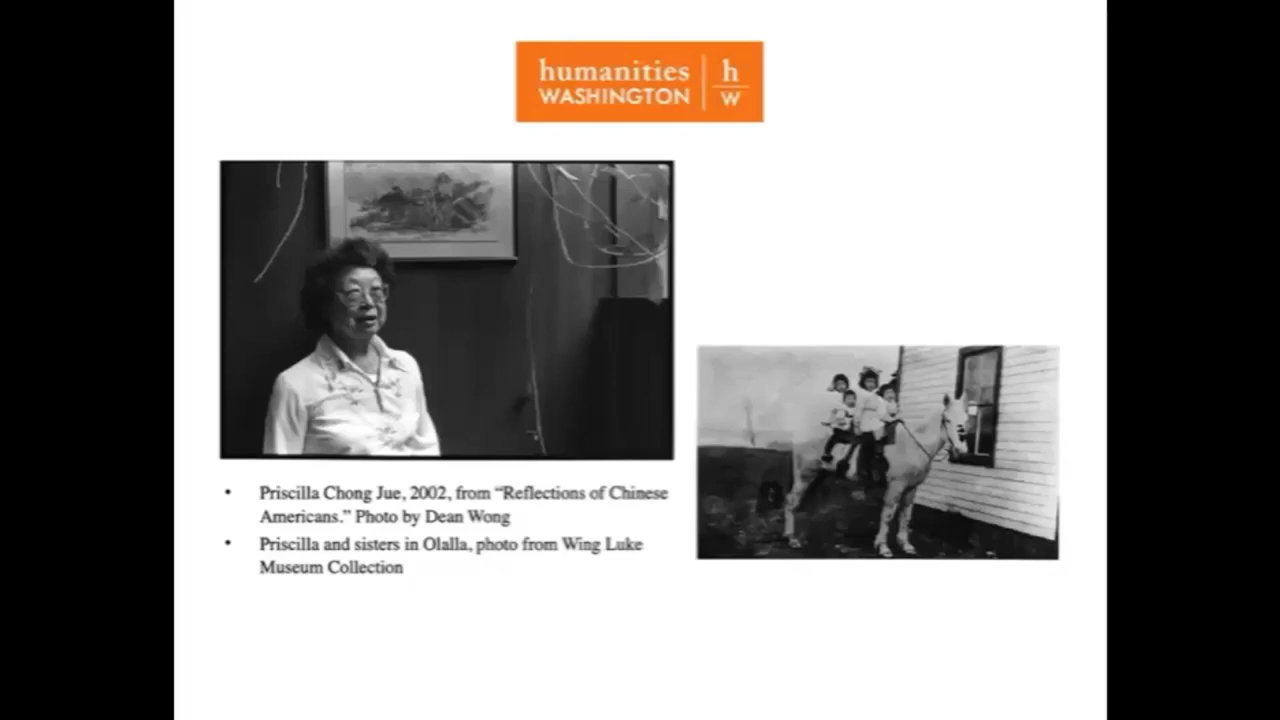 humanities h
WASHINGTON W
• Priscilla Chong Jue, 2002, from “Reflections of Chinese
Americans.” Photo by Dean Wong
• Priscilla and sisters in Olalla, photo from Wing Luke
Museum Collection